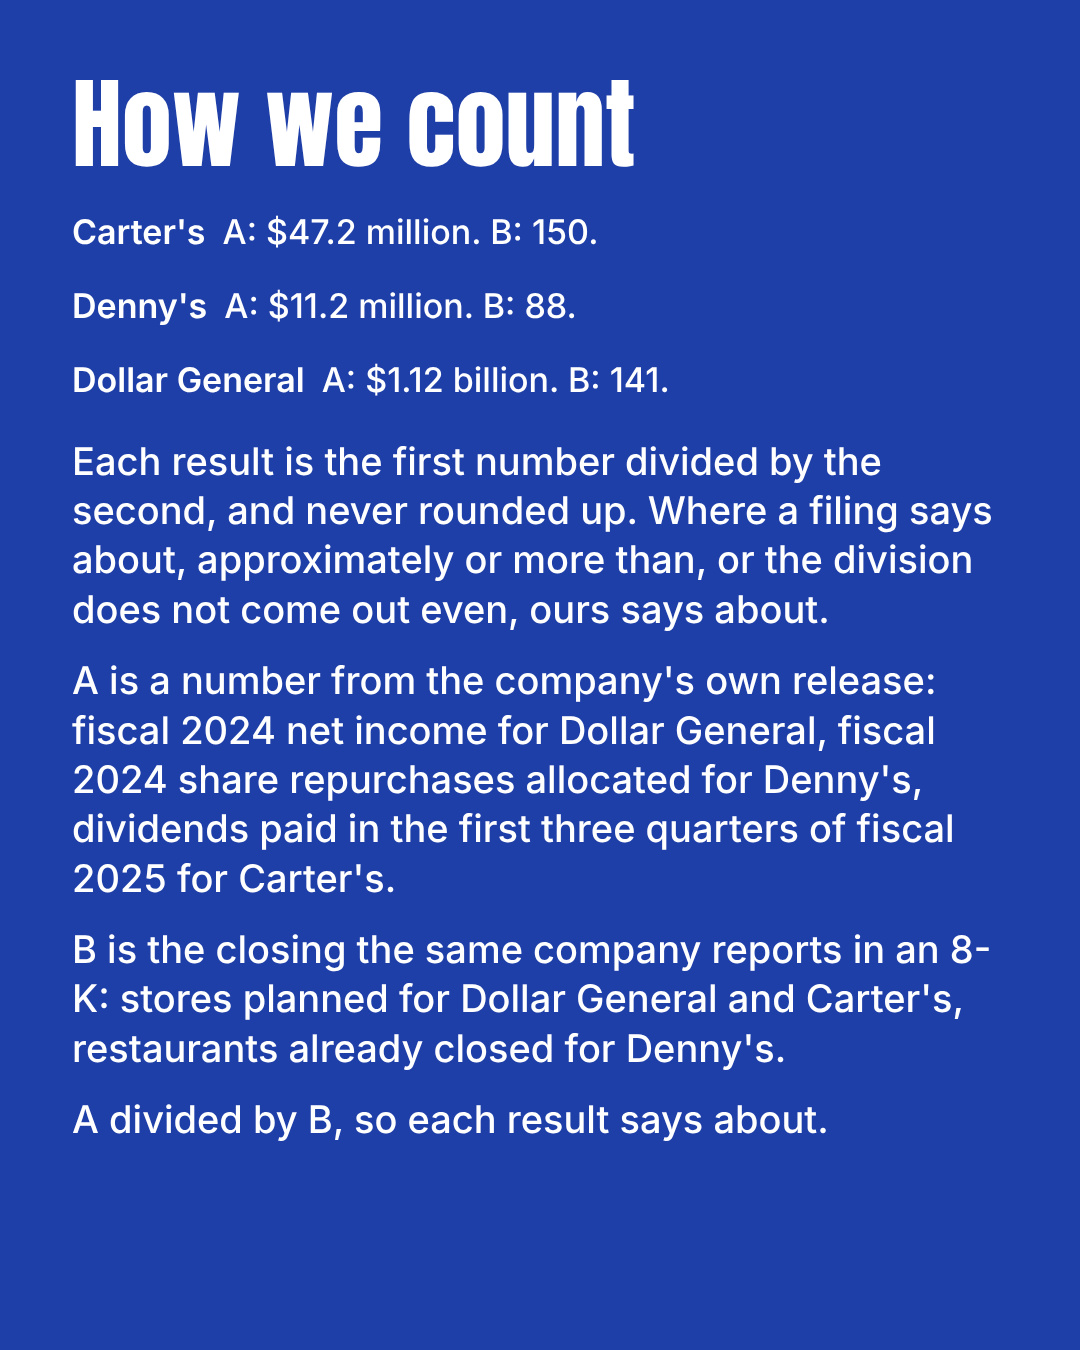 How we count
Carter's A: $47.2 million. B: 150.
Denny's A: $11.2 million. B: 88.
Dollar General A: $1.12 billion. B: 141.
Each result is the first number divided by the
second, and never rounded up. Where a filing says
about, approximately or more than, or the division
does not come out even, ours says about.
A is a number from the company's own release:
fiscal 2024 net income for Dollar General, fiscal
2024 share repurchases allocated for Denny's,
dividends paid in the first three quarters of fiscal
2025 for Carter's.
B is the closing the same company reports in an 8-
K: stores planned for Dollar General and Carter's,
restaurants already closed for Denny's.
A divided by B, so each result says about.